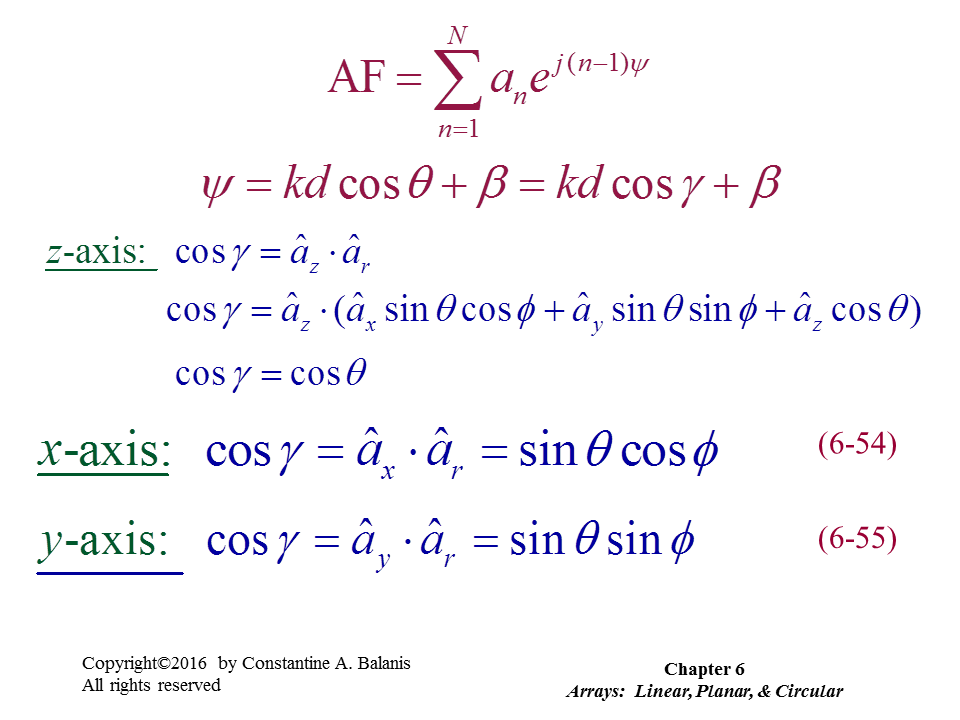 AF = ∑_{n=1}^{N} a_n e^{j(n−1)ψ}
ψ = kd cos θ + β = kd cos γ + β
z-axis: cos γ = â_z · â_r
cos γ = â_z · (â_x sin θ cos ϕ + â_y sin θ sin ϕ + â_z cos θ)
cos γ = cos θ
x-axis: cos γ = â_x · â_r = sin θ cos ϕ (6-54)
y-axis: cos γ = â_y · â_r = sin θ sin ϕ (6-55)
Copyright©2016 by Constantine A. Balanis
All rights reserved
Chapter 6
Arrays: Linear, Planar, & Circular